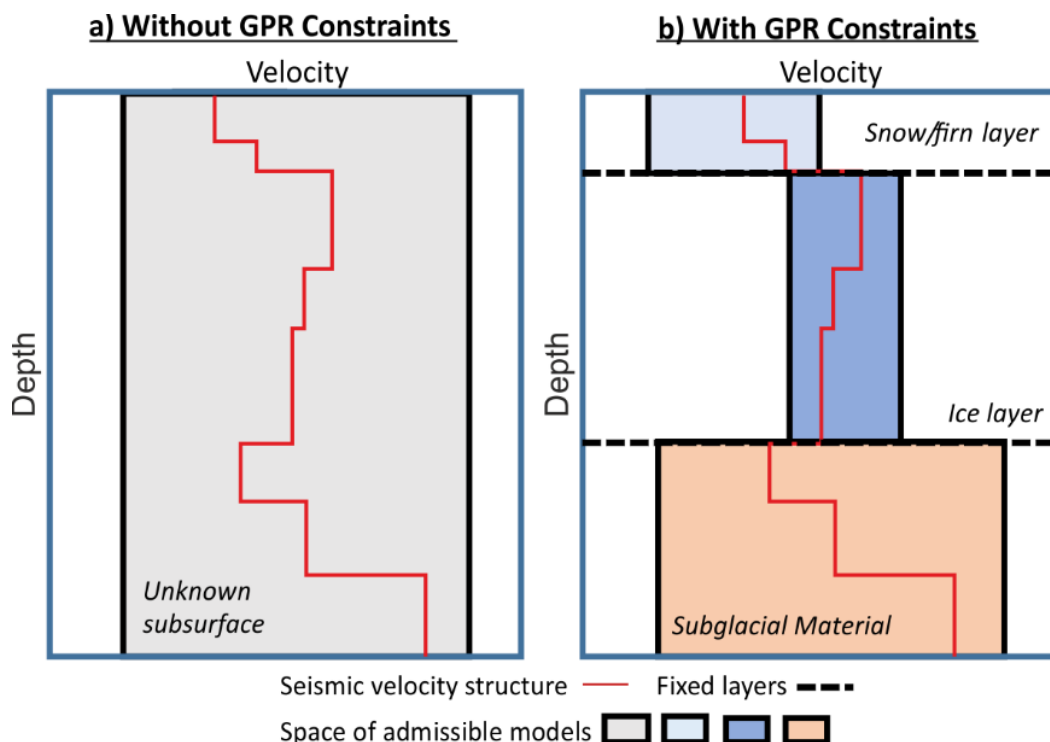 a) Without GPR Constraints
b) With GPR Constraints
Velocity
Velocity
Depth
Depth
Snow/firn layer
Ice layer
Unknown
subsurface
Subglacial Material
Seismic velocity structure
Fixed layers
Space of admissible models